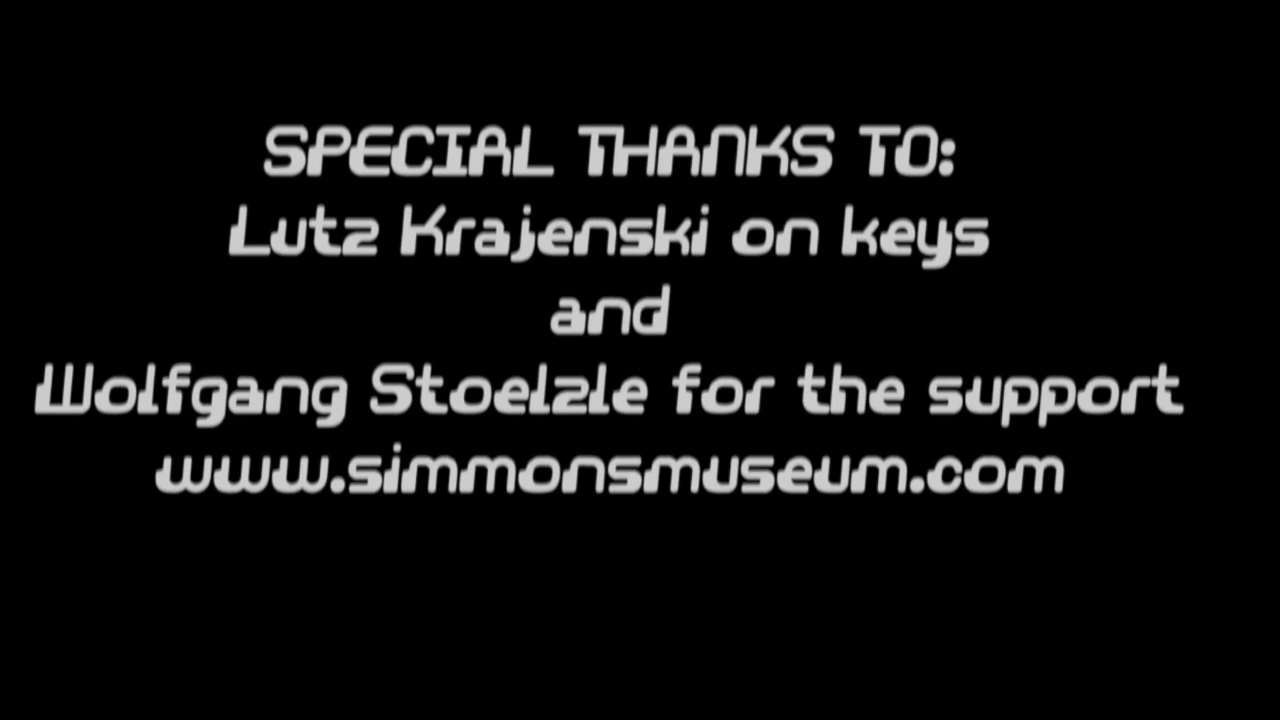 SPECIAL THANKS TO:
Lutz Krajenski on keys
and
Wolfgang Stoelzle for the support
www.simmonsmuseum.com